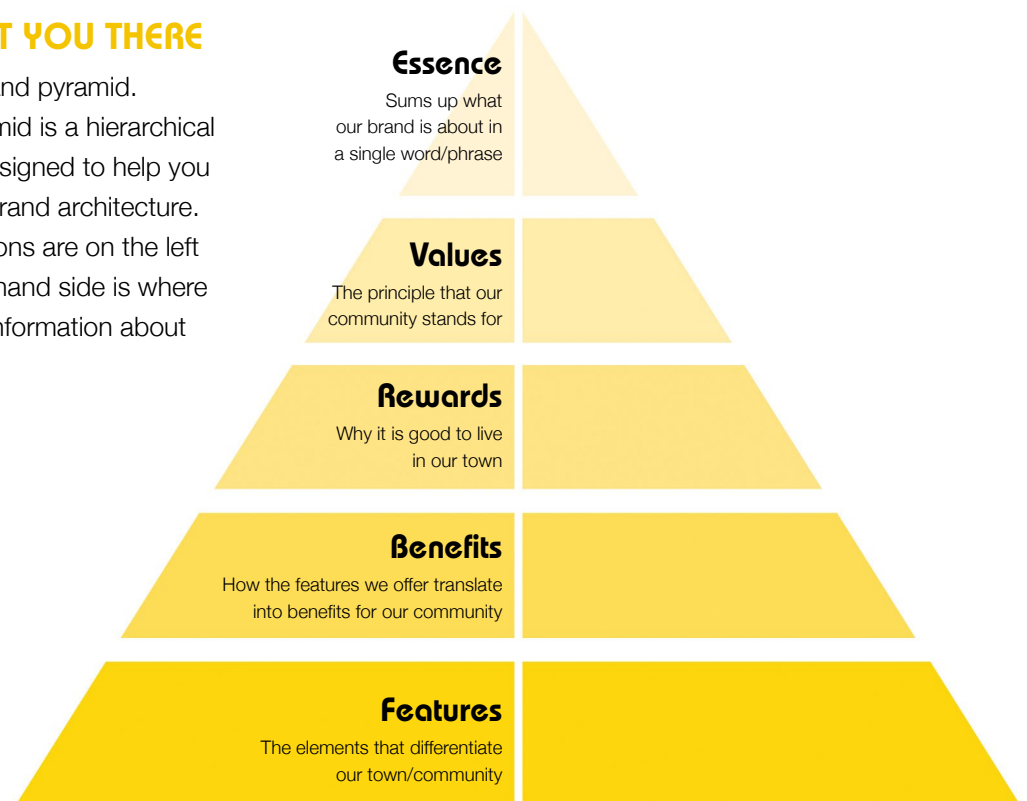 T YOU THERE
nd pyramid.
mid is a hierarchical
signed to help you
rand architecture.
ons are on the left
hand side is where
nformation about
Essence
Sums up what
our brand is about in
a single word/phrase
Values
The principle that our
community stands for
Rewards
Why it is good to live
in our town
Benefits
How the features we offer translate
into benefits for our community
Features
The elements that differentiate
our town/community